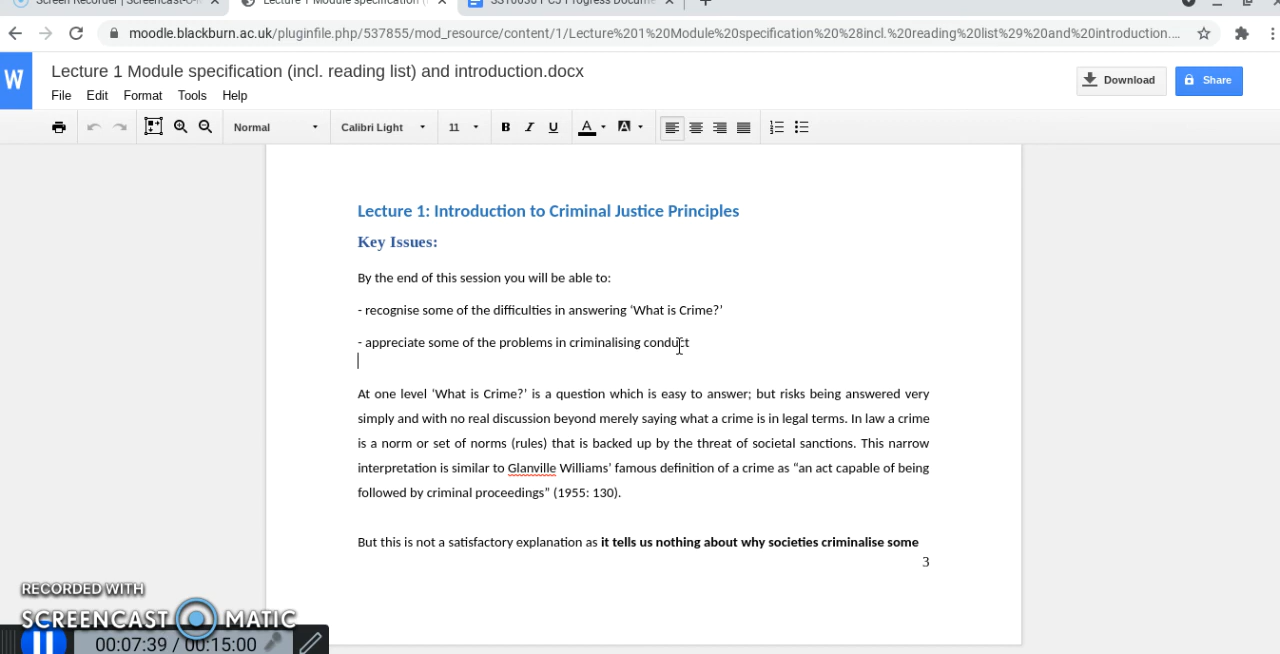 Lecture 1 Module specification (
moodle.blackburn.ac.uk/pluginfile.php/537855/mod_resource/content/1/Lecture%201%20Module%20specification%20%28incl.%20reading%20list%29%20and%20introduction....
W
Lecture 1 Module specification (incl. reading list) and introduction.docx
Download
Share
File Edit Format Tools Help
Normal Calibri Light 11 B I U A A
Lecture 1: Introduction to Criminal Justice Principles
Key Issues:
By the end of this session you will be able to:
- recognise some of the difficulties in answering ‘What is Crime?’
- appreciate some of the problems in criminalising conduct
At one level ‘What is Crime?’ is a question which is easy to answer; but risks being answered very
simply and with no real discussion beyond merely saying what a crime is in legal terms. In law a crime
is a norm or set of norms (rules) that is backed up by the threat of societal sanctions. This narrow
interpretation is similar to Glanville Williams’ famous definition of a crime as “an act capable of being
followed by criminal proceedings” (1955: 130).
But this is not a satisfactory explanation as it tells us nothing about why societies criminalise some
3
RECORDED WITH
SCREENCAST MATIC
00:07:39 / 00:15:00